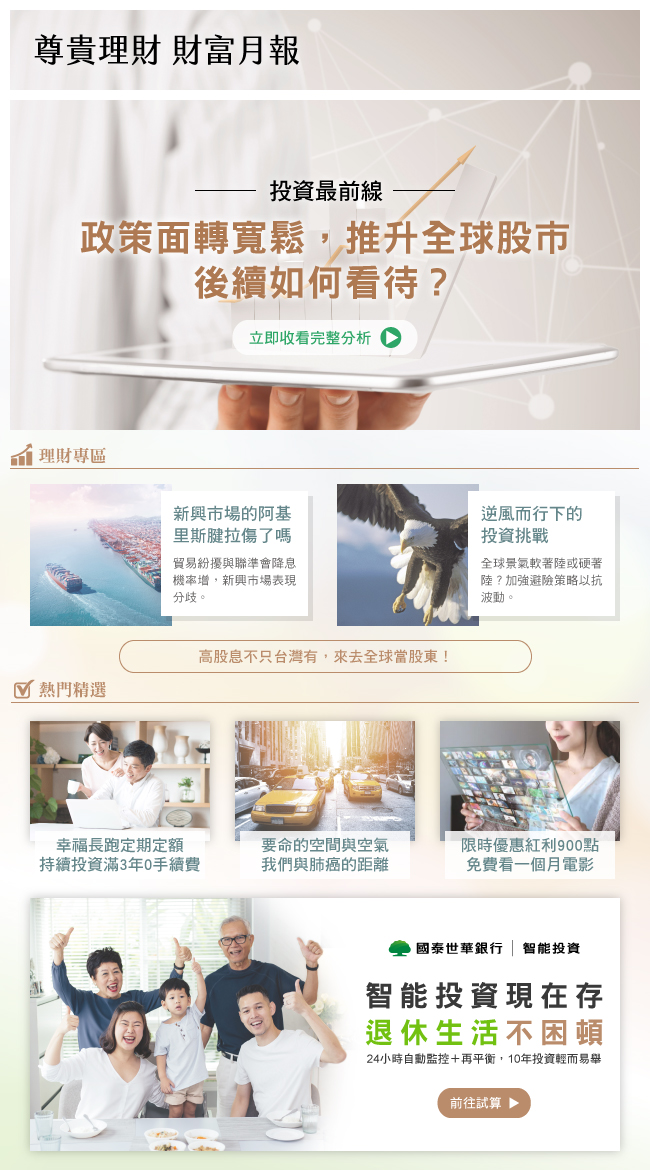 尊貴理財 財富月報
投資最前線
政策面轉寬鬆，推升全球股市
後續如何看待？
立即收看完整分析
理財專區
新興市場的阿基
里斯腱拉傷了嗎
貿易紛擾與聯準會降息
機率增，新興市場表現
分歧。
逆風而行下的
投資挑戰
全球景氣軟著陸或硬著
陸？加強避險策略以抗
波動。
高股息不只台灣有，來去全球當股東！
熱門精選
幸福長跑定期定額
持續投資滿3年0手續費
要命的空間與空氣
我們與肺癌的距離
限時優惠紅利900點
免費看一個月電影
國泰世華銀行｜智能投資
智能投資現在存
退休生活不困頓
24小時自動監控＋再平衡，10年投資輕而易舉
前往試算